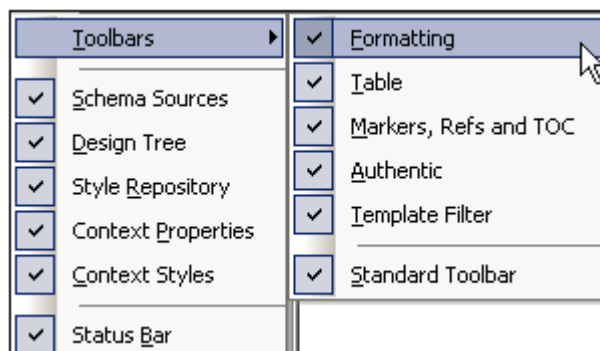 Toolbars
Schema Sources
Design Tree
Style Repository
Context Properties
Context Styles
Status Bar
Formatting
Table
Markers, Refs and TOC
Authentic
Template Filter
Standard Toolbar